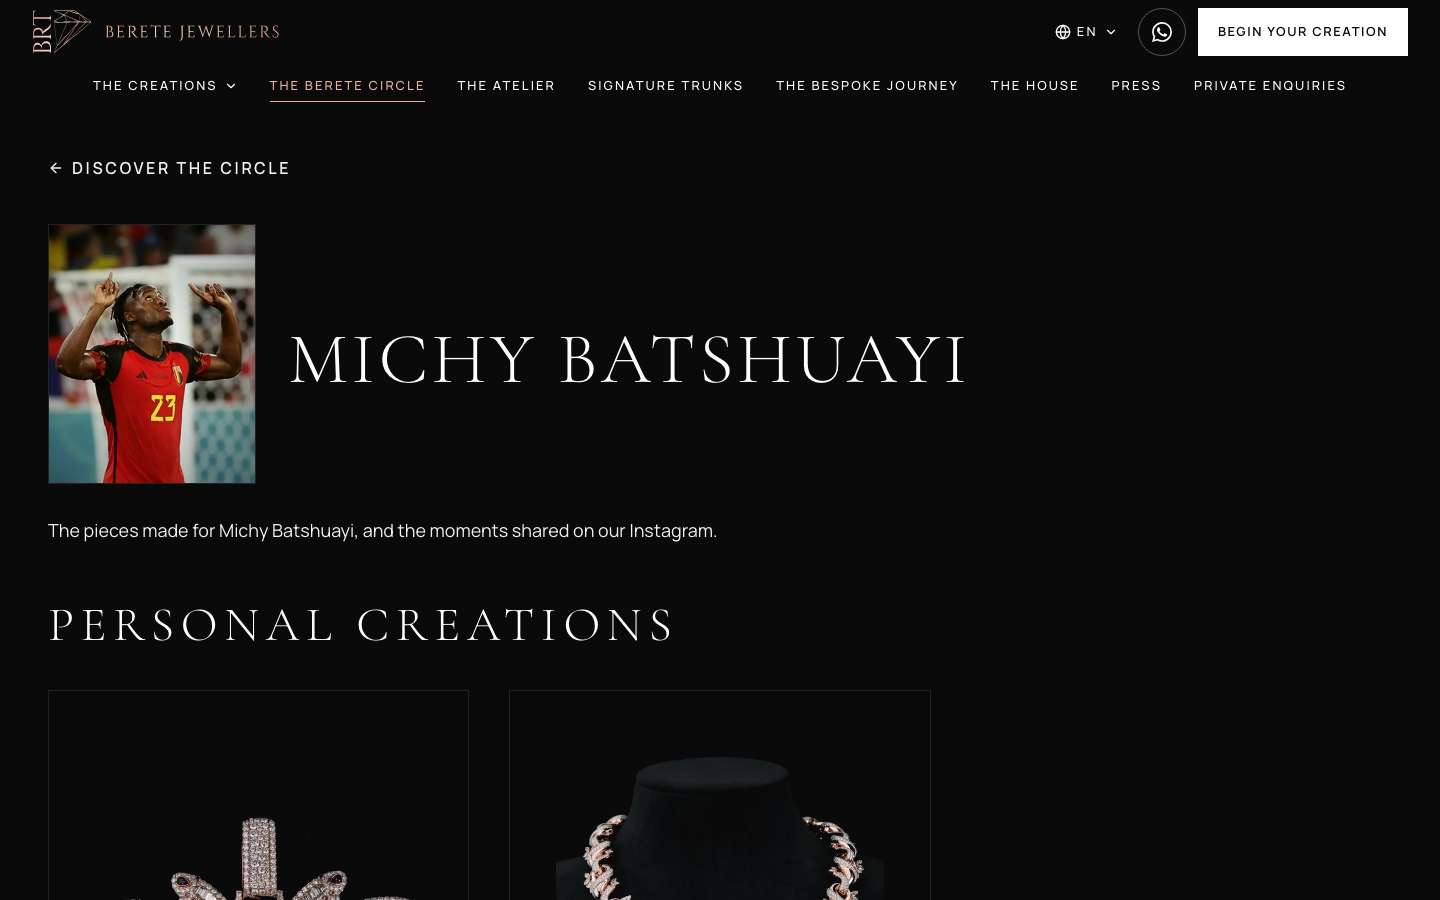 BRT
BERETE JEWELLERS
EN
BEGIN YOUR CREATION
THE CREATIONS
THE BERETE CIRCLE
THE ATELIER
SIGNATURE TRUNKS
THE BESPOKE JOURNEY
THE HOUSE
PRESS
PRIVATE ENQUIRIES
← DISCOVER THE CIRCLE
23
MICHY BATSHUAYI
The pieces made for Michy Batshuayi, and the moments shared on our Instagram.
PERSONAL CREATIONS